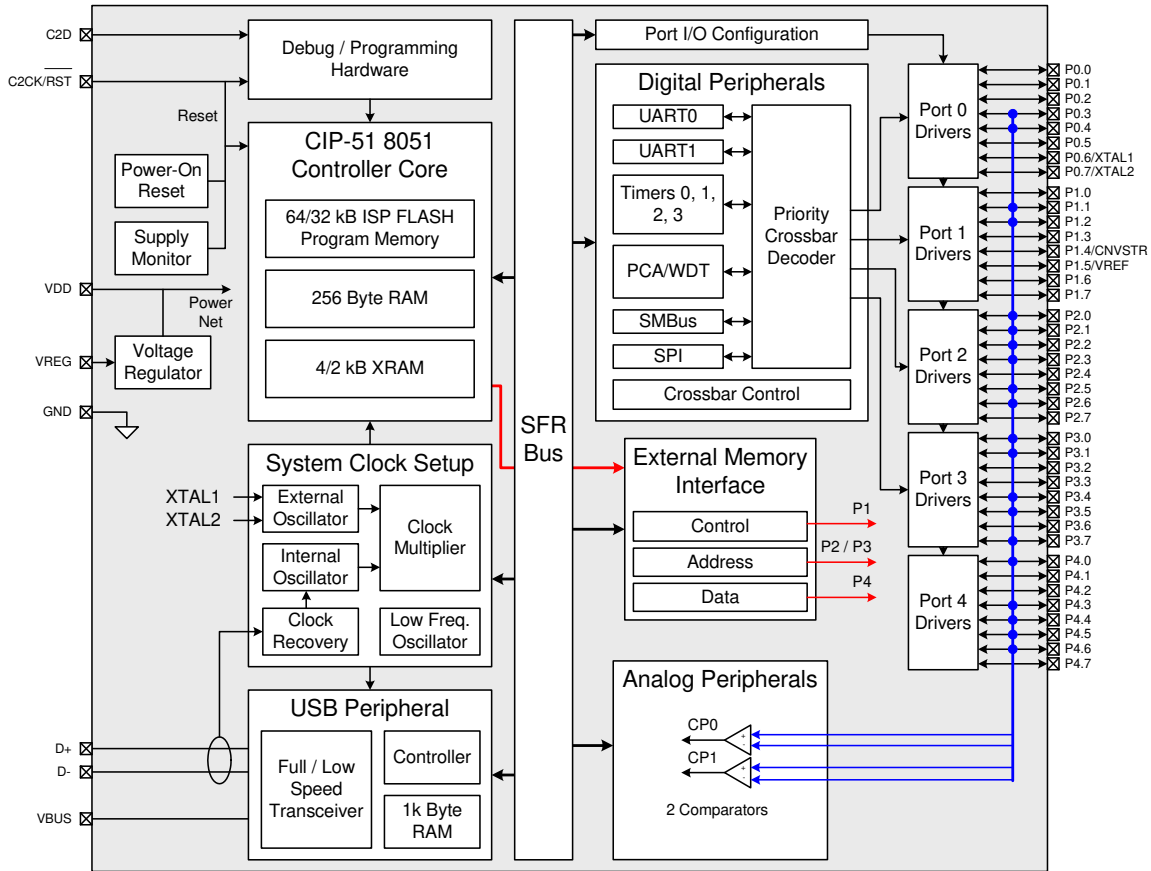 C2D
C2CK/RST
Debug / Programming
Hardware
Reset
Power-On
Reset
Supply
Monitor
VDD
Power
Net
VREG
Voltage
Regulator
GND
CIP-51 8051
Controller Core
64/32 kB ISP FLASH
Program Memory
256 Byte RAM
4/2 kB XRAM
System Clock Setup
XTAL1
XTAL2
External
Oscillator
Internal
Oscillator
Clock
Recovery
Clock
Multiplier
Low Freq.
Oscillator
USB Peripheral
D+
D-
VBUS
Full / Low
Speed
Transceiver
Controller
1k Byte
RAM
SFR
Bus
Port I/O Configuration
Digital Peripherals
UART0
UART1
Timers 0, 1,
2, 3
PCA/WDT
SMBus
SPI
Priority
Crossbar
Decoder
Crossbar Control
External Memory
Interface
Control
Address
Data
P1
P2 / P3
P4
Analog Peripherals
CP0
+
-
CP1
+
-
2 Comparators
Port 0
Drivers
Port 1
Drivers
Port 2
Drivers
Port 3
Drivers
Port 4
Drivers
P0.0
P0.1
P0.2
P0.3
P0.4
P0.5
P0.6/XTAL1
P0.7/XTAL2
P1.0
P1.1
P1.2
P1.3
P1.4/CNVSTR
P1.5/VREF
P1.6
P1.7
P2.0
P2.1
P2.2
P2.3
P2.4
P2.5
P2.6
P2.7
P3.0
P3.1
P3.2
P3.3
P3.4
P3.5
P3.6
P3.7
P4.0
P4.1
P4.2
P4.3
P4.4
P4.5
P4.6
P4.7